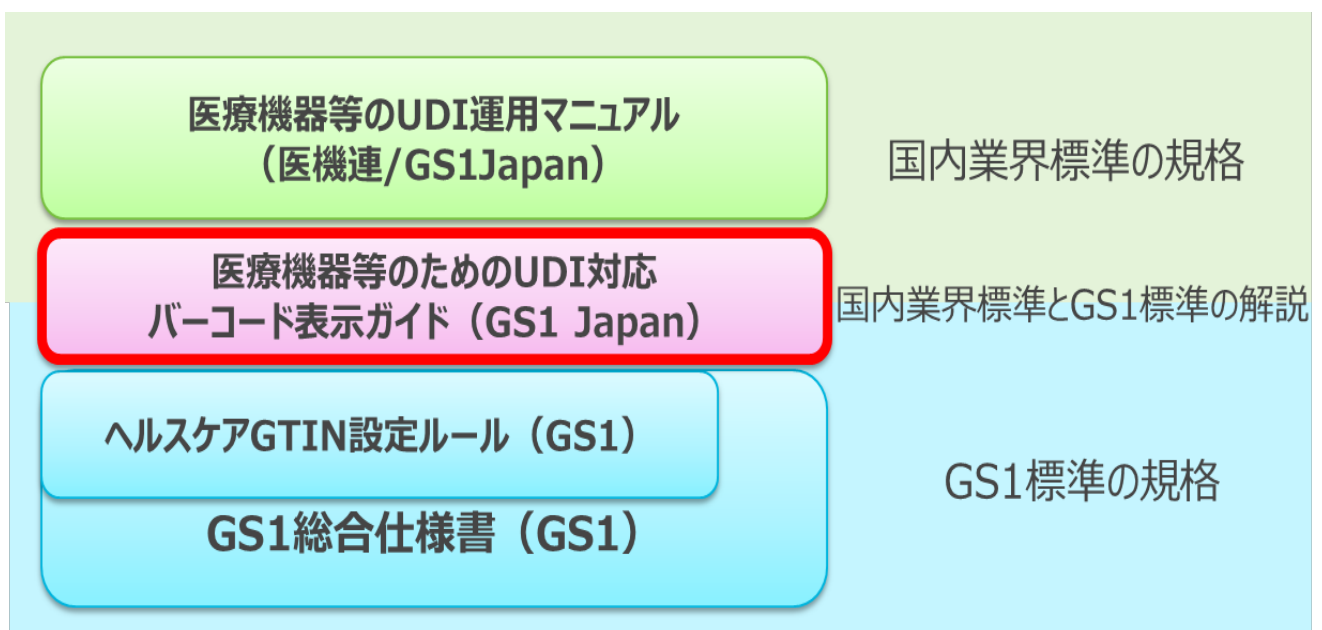 医療機器等のUDI運用マニュアル
（医機連/GS1Japan）
国内業界標準の規格
医療機器等のためのUDI対応
バーコード表示ガイド（GS1 Japan）
国内業界標準とGS1標準の解説
ヘルスケアGTIN設定ルール（GS1）
GS1標準の規格
GS1総合仕様書（GS1）